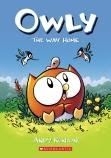 OWLY
THE WAY HOME
ANDY RUNTON
SCHOLASTIC